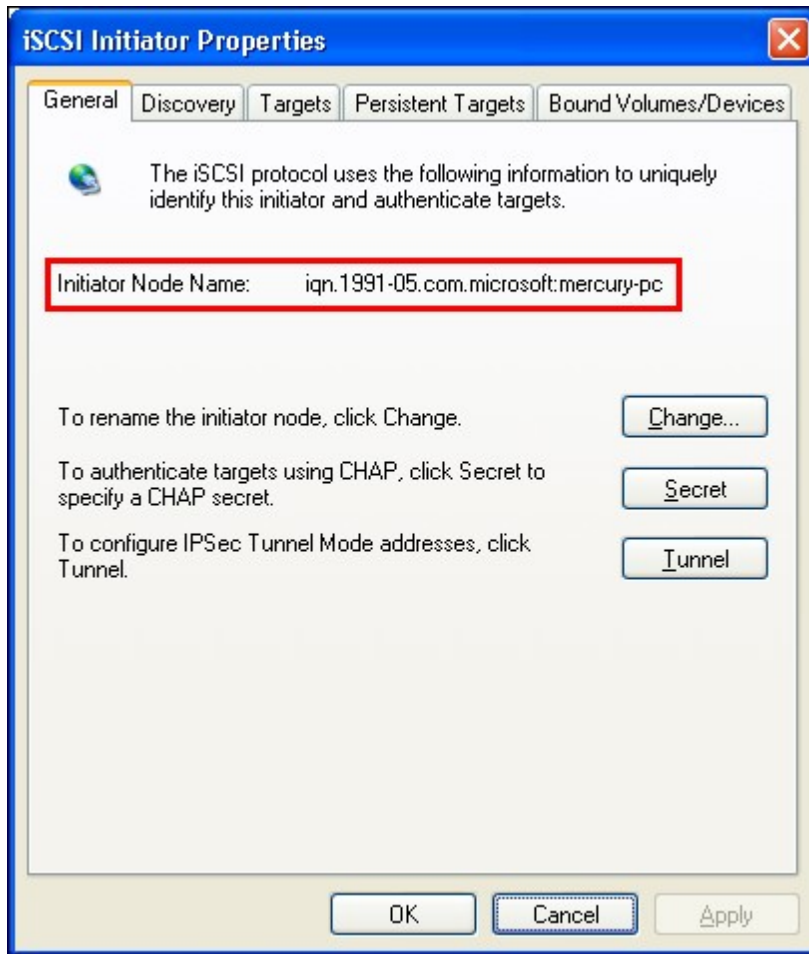 iSCSI Initiator Properties
General Discovery Targets Persistent Targets Bound Volumes/Devices
The iSCSI protocol uses the following information to uniquely
identify this initiator and authenticate targets.
Initiator Node Name: iqn.1991-05.com.microsoft:mercury-pc
To rename the initiator node, click Change.
Change...
To authenticate targets using CHAP, click Secret to
specify a CHAP secret.
Secret
To configure IPSec Tunnel Mode addresses, click
Tunnel.
Tunnel
OK Cancel Apply